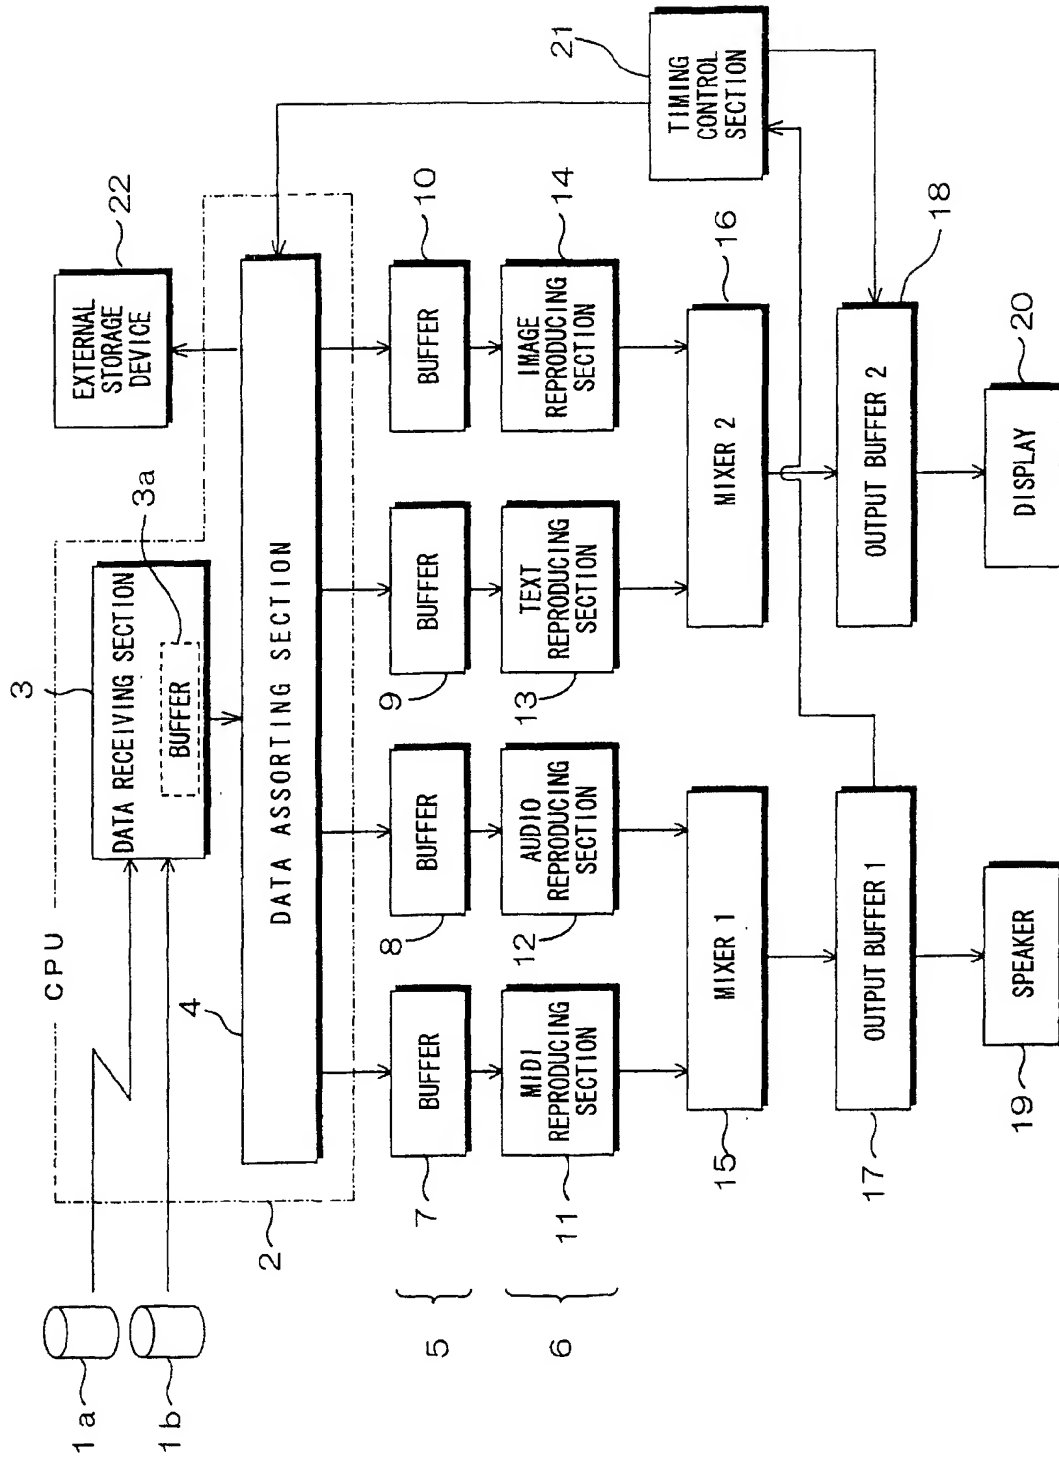 1a
1b
CPU
3
DATA RECEIVING SECTION
BUFFER
3a
EXTERNAL
STORAGE
DEVICE
22
2
4
DATA ASSORTING SECTION
5
7
BUFFER
8
BUFFER
9
BUFFER
BUFFER
10
6
11
MIDI
REPRODUCING
SECTION
12
AUDIO
REPRODUCING
SECTION
13
TEXT
REPRODUCING
SECTION
IMAGE
REPRODUCING
SECTION
14
21
TIMING
CONTROL
SECTION
15
MIXER 1
MIXER 2
16
17
OUTPUT BUFFER 1
OUTPUT BUFFER 2
18
19
SPEAKER
DISPLAY
20